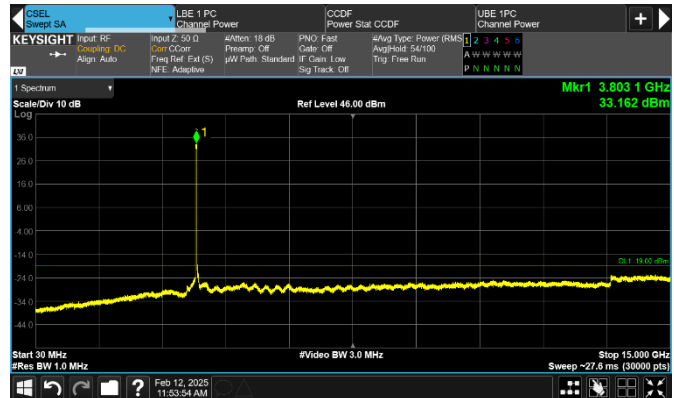 CSEL
Swept SA
LBE 1 PC
Channel Power
CCDF
Power Stat CCDF
UBE 1PC
Channel Power
KEYSIGHT
Input: RF
Coupling: DC
Align: Auto
Input Z: 50 Ω
Corr CCorr
Freq Ref: Ext (S)
NFE: Adaptive
#Atten: 18 dB
Preamp: Off
µW Path: Standard
PNO: Fast
Gate: Off
IF Gain: Low
Sig Track: Off
#Avg Type: Power (RMS
Avg|Hold: 54/100
Trig: Free Run
1 2 3 4 5 6
A W W W W W
P N N N N N
LXI
1 Spectrum
Scale/Div 10 dB
Ref Level 46.00 dBm
Mkr1 3.803 1 GHz
33.162 dBm
Log
1
36.0
26.0
16.0
6.00
-4.00
-14.0
DL1 -19.00 dBm
-24.0
-34.0
-44.0
Start 30 MHz
#Video BW 3.0 MHz
Stop 15.000 GHz
#Res BW 1.0 MHz
Sweep ~27.6 ms (30000 pts)
?
Feb 12, 2025
11:53:54 AM